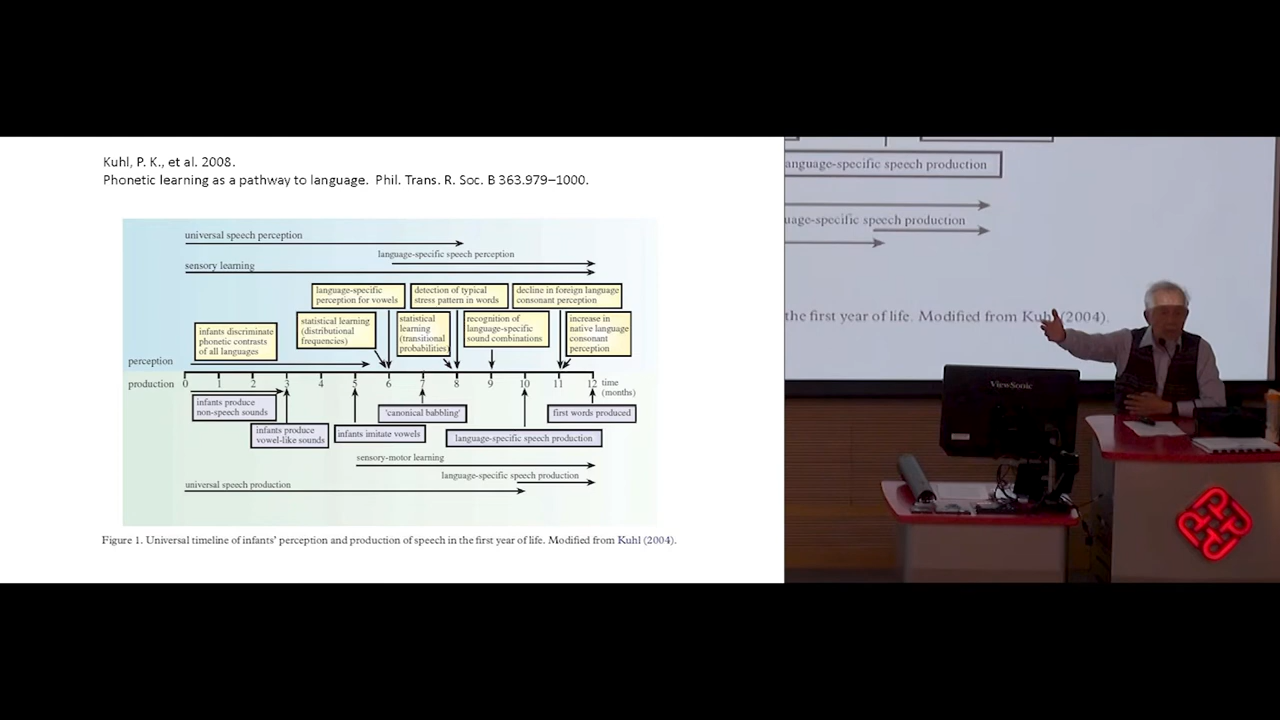 Kuhl, P. K., et al. 2008.
Phonetic learning as a pathway to language. Phil. Trans. R. Soc. B 363.979–1000.
universal speech perception
language-specific speech perception
sensory learning
language-specific
perception for vowels
detection of typical
stress pattern in words
decline in foreign language
consonant perception
infants discriminate
phonetic contrasts
of all languages
statistical learning
(distributional
frequencies)
statistical
learning
(transitional
probabilities)
recognition of
language-specific
sound combinations
increase in
native language
consonant
perception
perception
production
0 1 2 3 4 5 6 7 8 9 10 11 12 time
(months)
infants produce
non-speech sounds
infants produce
vowel-like sounds
infants imitate vowels
'canonical babbling'
language-specific speech production
first words produced
sensory-motor learning
language-specific speech production
universal speech production
Figure 1. Universal timeline of infants' perception and production of speech in the first year of life. Modified from Kuhl (2004).
anguage-specific speech production
uage-specific speech production
the first year of life. Modified from Kuhl (2004).
ViewSonic